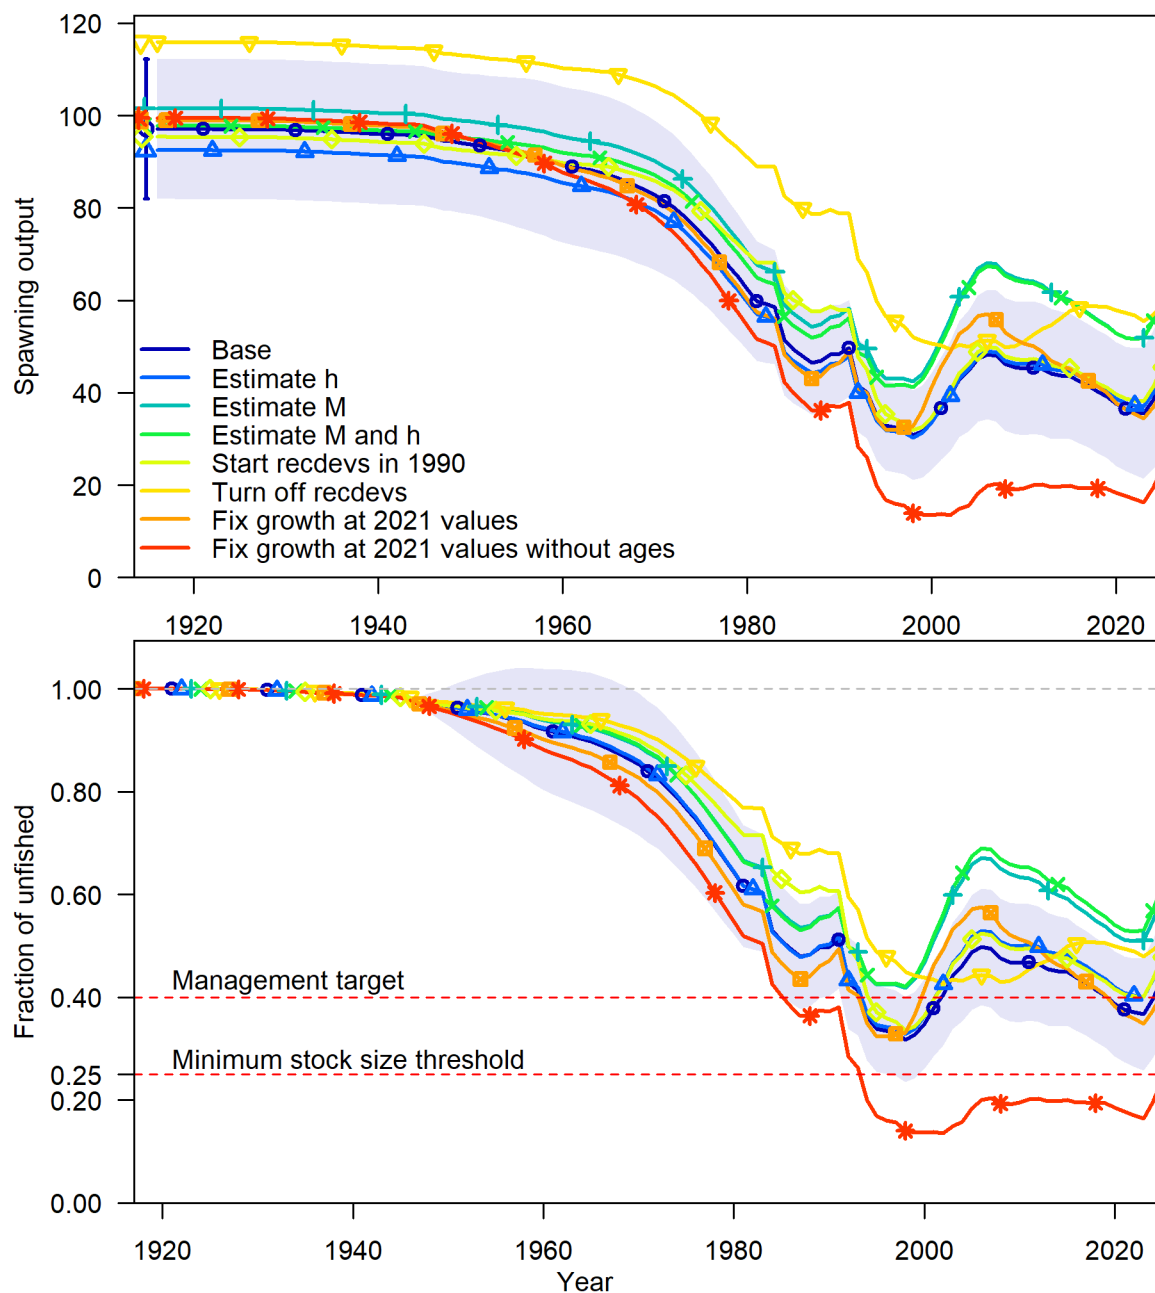 120
100
80
60
40
20
0
Spawning output
Base
Estimate h
Estimate M
Estimate M and h
Start recdevs in 1990
Turn off recdevs
Fix growth at 2021 values
Fix growth at 2021 values without ages
1920 1940 1960 1980 2000 2020
1.00
0.80
0.60
0.40
0.25
0.20
0.00
Fraction of unfished
Management target
Minimum stock size threshold
1920 1940 1960 1980 2000 2020
Year